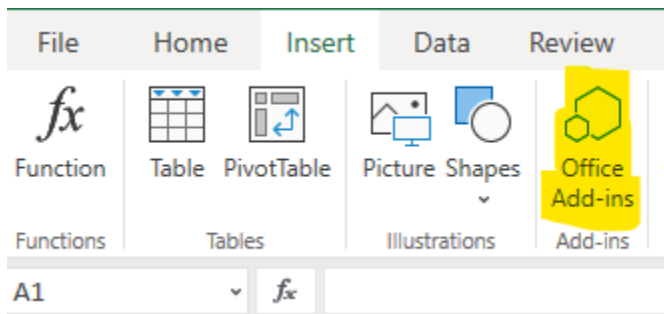 File Home Insert Data Review
fx
Function Table PivotTable Picture Shapes Office
Add-ins
Functions Tables Illustrations Add-ins
A1 fx